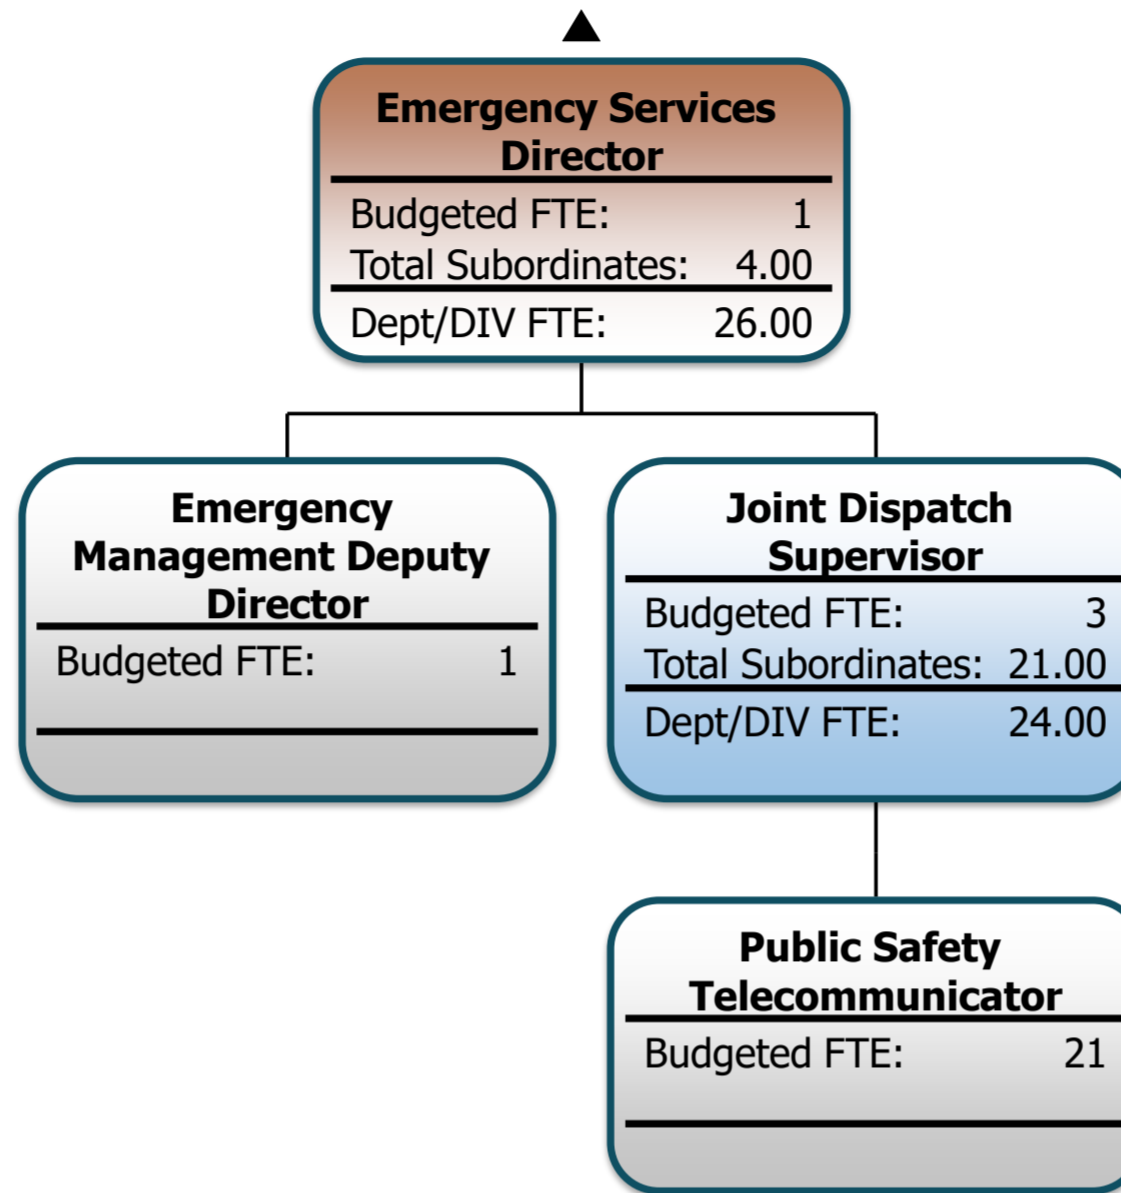 Emergency Services
Director
Budgeted FTE: 1
Total Subordinates: 4.00
Dept/DIV FTE: 26.00
Emergency
Management Deputy
Director
Budgeted FTE: 1
Joint Dispatch
Supervisor
Budgeted FTE: 3
Total Subordinates: 21.00
Dept/DIV FTE: 24.00
Public Safety
Telecommunicator
Budgeted FTE: 21